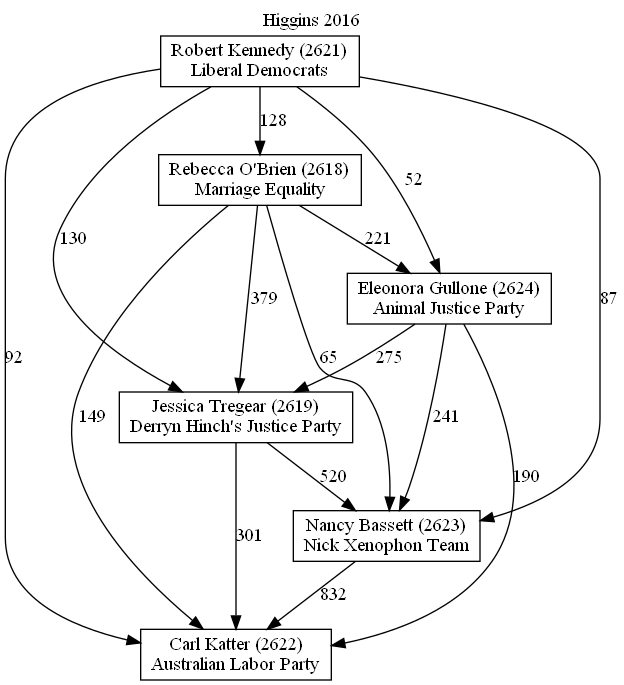 Higgins 2016
Robert Kennedy (2621)
Liberal Democrats
128
Rebecca O'Brien (2618)
Marriage Equality
52
130
221
Eleonora Gullone (2624)
Animal Justice Party
379
87
92
65
275
Jessica Tregear (2619)
Derryn Hinch's Justice Party
149
241
520
190
Nancy Bassett (2623)
Nick Xenophon Team
301
832
Carl Katter (2622)
Australian Labor Party